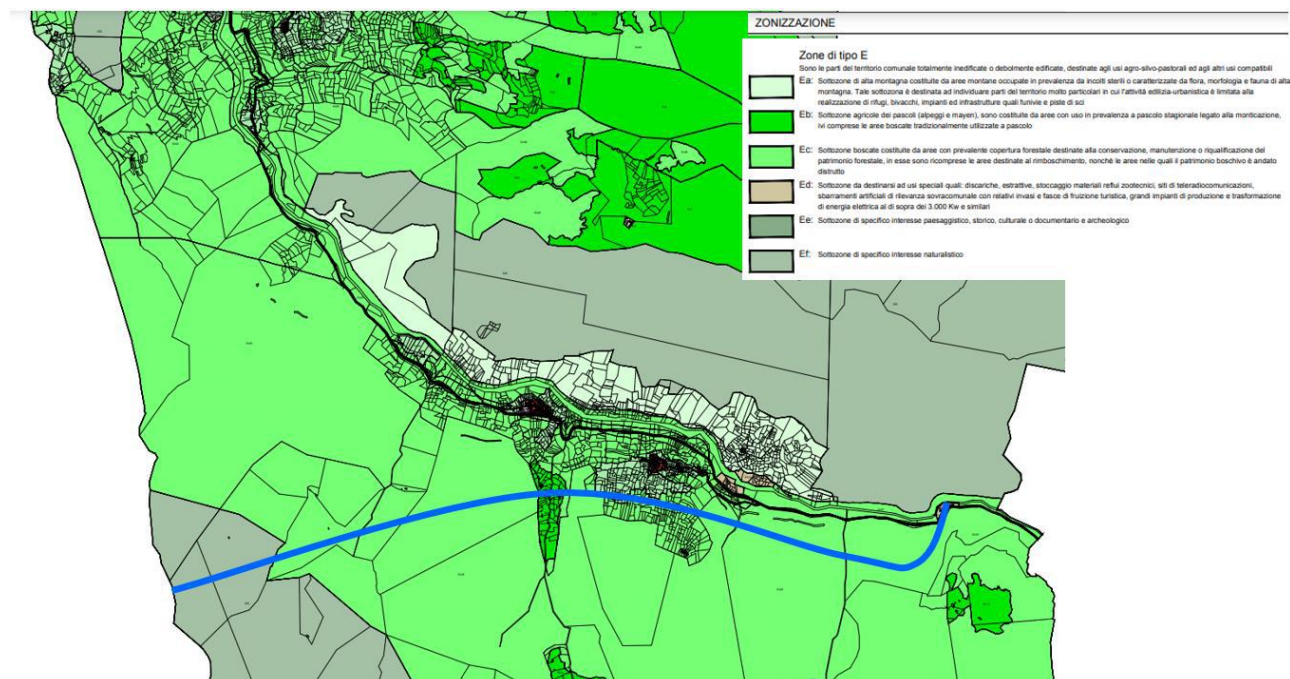 ZONIZZAZIONE
Zone di tipo E
Sono le parti del territorio comunale totalmente inedificate o debolmente edificate, destinate agli usi agro-silvo-pastorali ed agli altri usi compatibili
Ea: Sottozone di alta montagna costituite da aree montane occupate in prevalenza da incolti sterili o caratterizzate da flora, morfologia e fauna di alta
montagna. Tale sottozona è destinata ad individuare parti del territorio molto particolari in cui l'attività edilizia-urbanistica è limitata alla
realizzazione di rifugi, bivacchi, impianti ed infrastrutture quali funivie e piste di sci
Eb: Sottozone agricole dei pascoli (alpeggi e mayen), sono costituite da aree con uso in prevalenza a pascolo stagionale legato alla monticazione,
ivi comprese le aree boscate tradizionalmente utilizzate a pascolo
Ec: Sottozone boscate costituite da aree con prevalente copertura forestale destinate alla conservazione, manutenzione o riqualificazione del
patrimonio forestale, in esse sono ricomprese le aree destinate al rimboschimento, nonchè le aree nelle quali il patrimonio boschivo è andato
distrutto
Ed: Sottozone da destinarsi ad usi speciali quali: discariche, estrattive, stoccaggio materiali reflui zootecnici, siti di teleradiocomunicazioni,
sbarramenti artificiali di rilevanza sovracomunale con relativi invasi e fasce di fruizione turistica, grandi impianti di produzione e trasformazione
di energia elettrica al di sopra dei 3.000 Kw e similari
Ee: Sottozone di specifico interesse paesaggistico, storico, culturale o documentario e archeologico
Ef: Sottozone di specifico interesse naturalistico